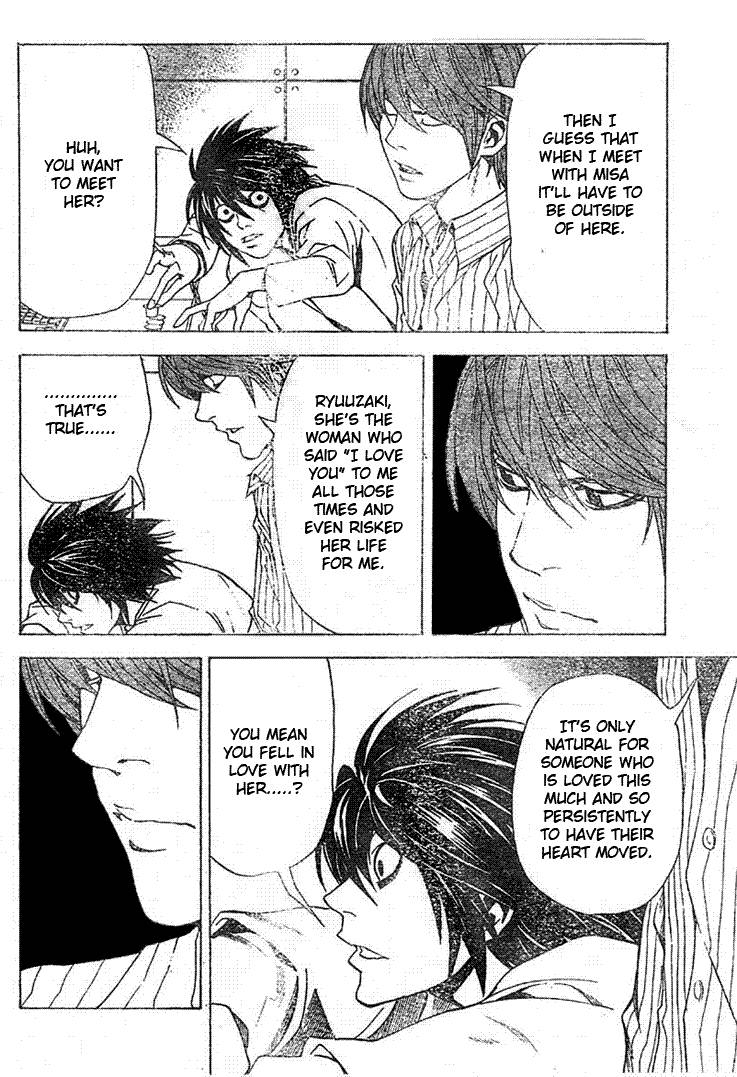 THEN I
GUESS THAT
WHEN I MEET
WITH MISA
IT'LL HAVE TO
BE OUTSIDE
OF HERE.
HUH,
YOU WANT
TO MEET
HER?
RYUUZAKI,
SHE'S THE
WOMAN WHO
SAID "I LOVE
YOU" TO ME
ALL THOSE
TIMES AND
EVEN RISKED
HER LIFE
FOR ME.
..............
THAT'S
TRUE......
IT'S ONLY
NATURAL FOR
SOMEONE WHO
IS LOVED THIS
MUCH AND SO
PERSISTENTLY
TO HAVE THEIR
HEART MOVED.
YOU MEAN
YOU FELL IN
LOVE WITH
HER.....?